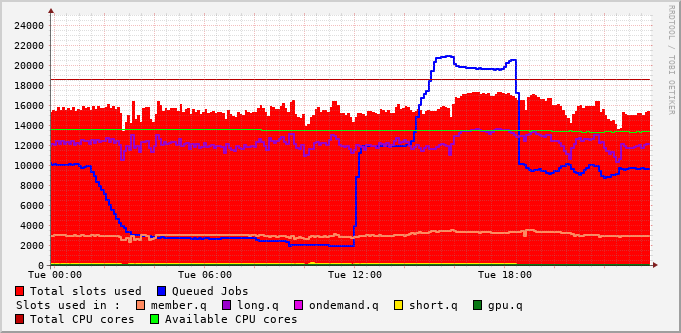 24000
22000
20000
18000
16000
14000
12000
10000
8000
6000
4000
2000
0
Tue 00:00 Tue 06:00 Tue 12:00 Tue 18:00
Total slots used Queued Jobs
Slots used in : member.q long.q ondemand.q short.q gpu.q
Total CPU cores Available CPU cores
RRDTOOL / TOBI OETIKER